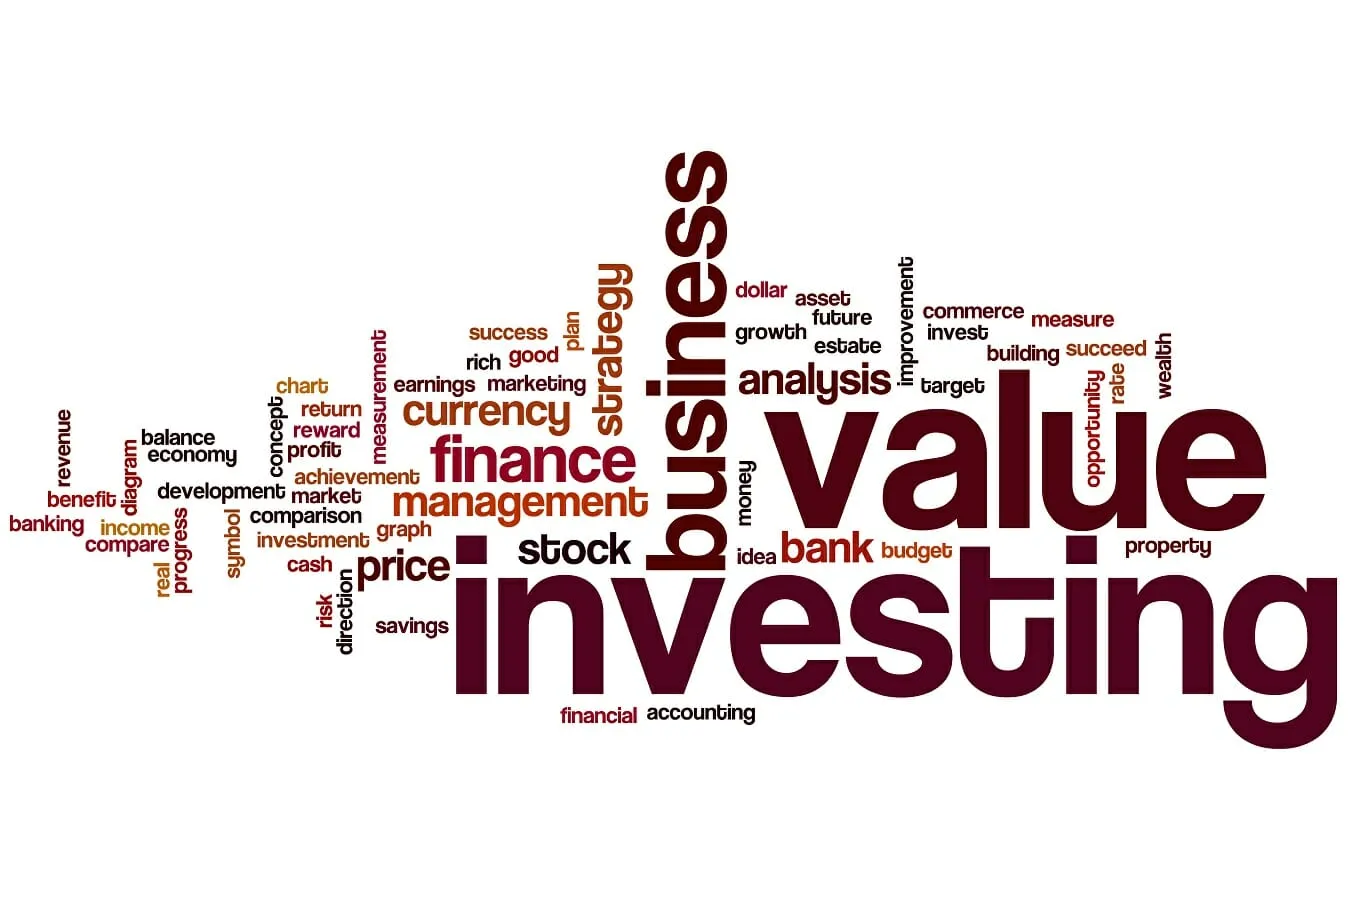 business
strategy
dollar
asset
future
growth
estate
improvement
commerce
measure
invest
building
succeed
wealth
success
plan
rich
good
measurement
earnings
marketing
analysis
target
rate
opportunity
value
chart
return
reward
profit
concept
currency
finance
management
revenue
balance
economy
diagram
achievement
development
market
benefit
banking
income
compare
progress
real
symbol
comparison
investment
graph
cash
price
stock
money
idea
bank
budget
property
risk
direction
savings
investing
financial
accounting